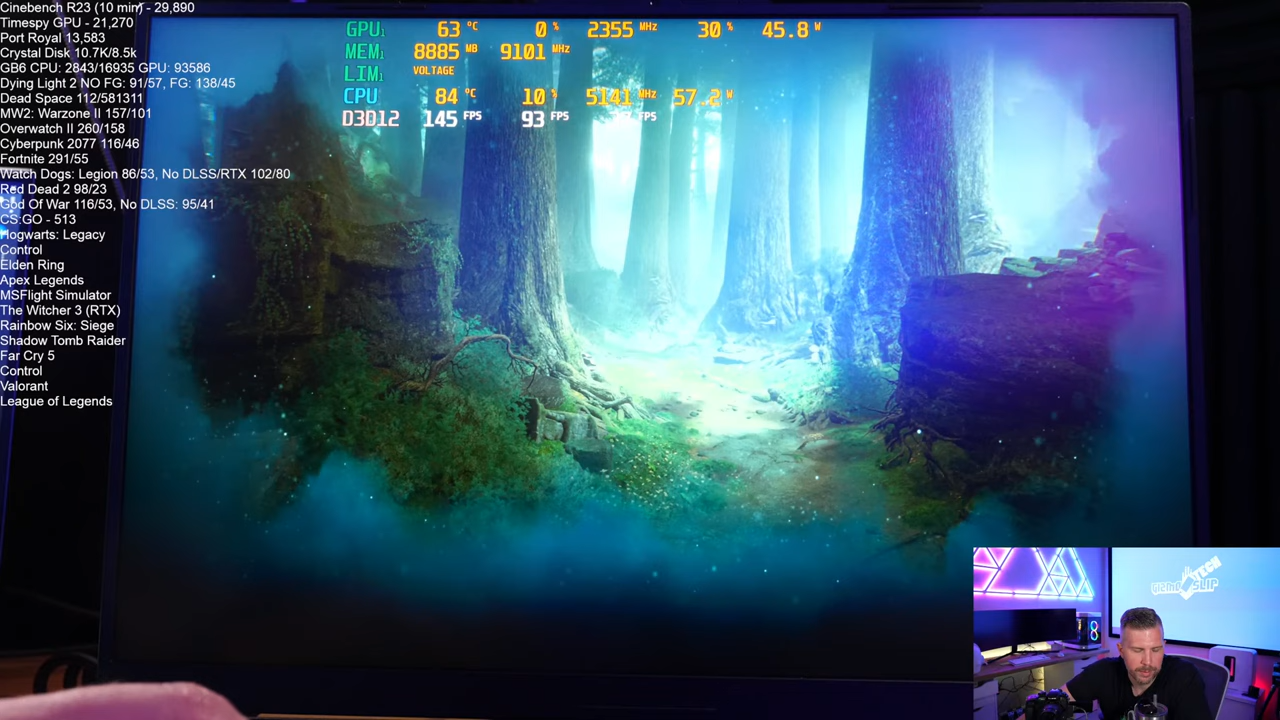 Cinebench R23 (10 min) - 29,890
Timespy GPU - 21,270
Port Royal 13,583
Crystal Disk 10.7K/8.5k
GB6 CPU: 2843/16935 GPU: 93586
Dying Light 2 NO FG: 91/57, FG: 138/45
Dead Space 112/581311
MW2: Warzone II 157/101
Overwatch II 260/158
Cyberpunk 2077 116/46
Fortnite 291/55
Watch Dogs: Legion 86/53, No DLSS/RTX 102/80
Red Dead 2 98/23
God Of War 116/53, No DLSS: 95/41
CS:GO - 513
Hogwarts: Legacy
Control
Elden Ring
Apex Legends
MSFlight Simulator
The Witcher 3 (RTX)
Rainbow Six: Siege
Shadow Tomb Raider
Far Cry 5
Control
Valorant
League of Legends
GPU1 63 °C 0 % 2355 MHz 30 % 45.8 W
MEM1 8885 MB 9101 MHz
LIM1 VOLTAGE
CPU 84 °C 10 % 5141 MHz 57.2 W
D3D12 145 FPS 93 FPS FPS
GIZMO SLIP TECH